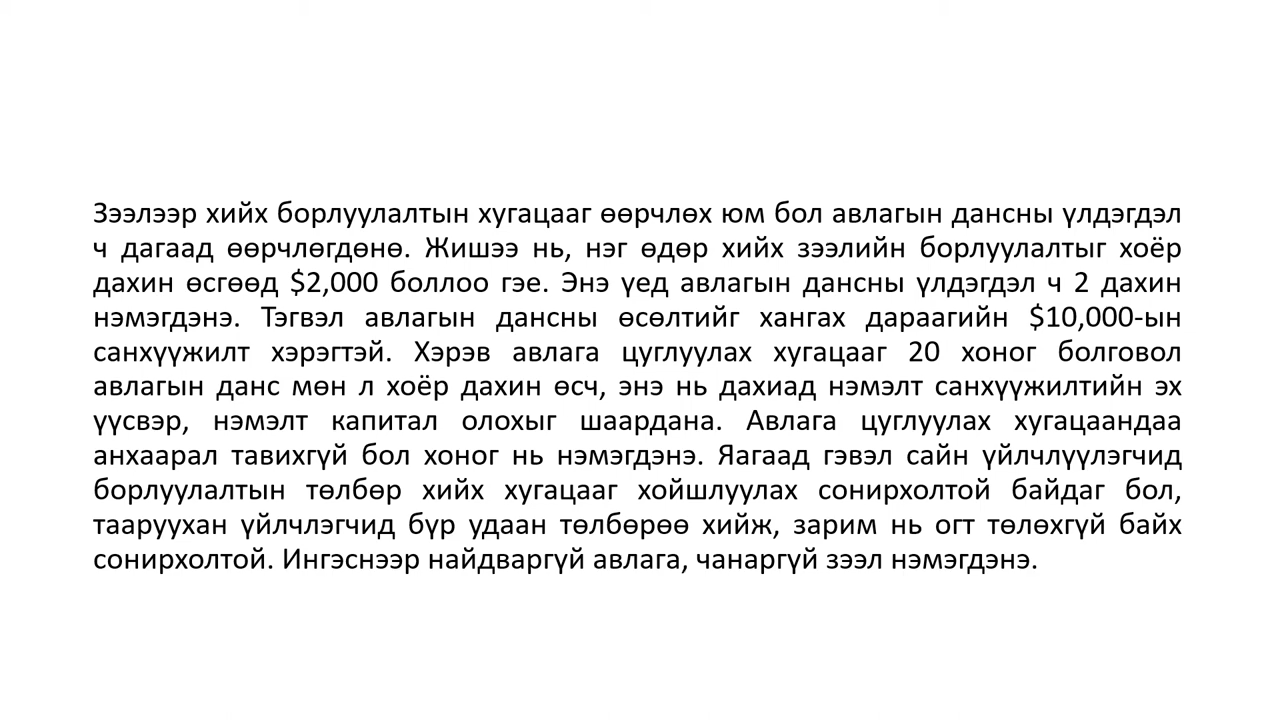 Зээлээр хийх борлуулалтын хугацааг өөрчлөх юм бол авлагын дансны үлдэгдэл
ч дагаад өөрчлөгдөнө. Жишээ нь, нэг өдөр хийх зээлийн борлуулалтыг хоёр
дахин өсгөөд $2,000 боллоо гэе. Энэ үед авлагын дансны үлдэгдэл ч 2 дахин
нэмэгдэнэ. Тэгвэл авлагын дансны өсөлтийг хангах дараагийн $10,000-ын
санхүүжилт хэрэгтэй. Хэрэв авлага цуглуулах хугацааг 20 хоног болговол
авлагын данс мөн л хоёр дахин өсч, энэ нь дахиад нэмэлт санхүүжилтийн эх
үүсвэр, нэмэлт капитал олохыг шаардана. Авлага цуглуулах хугацаандаа
анхаарал тавихгүй бол хоног нь нэмэгдэнэ. Яагаад гэвэл сайн үйлчлүүлэгчид
борлуулалтын төлбөр хийх хугацааг хойшлуулах сонирхолтой байдаг бол,
тааруухан үйлчлэгчид бүр удаан төлбөрөө хийж, зарим нь огт төлөхгүй байх
сонирхолтой. Ингэснээр найдваргүй авлага, чанаргүй зээл нэмэгдэнэ.